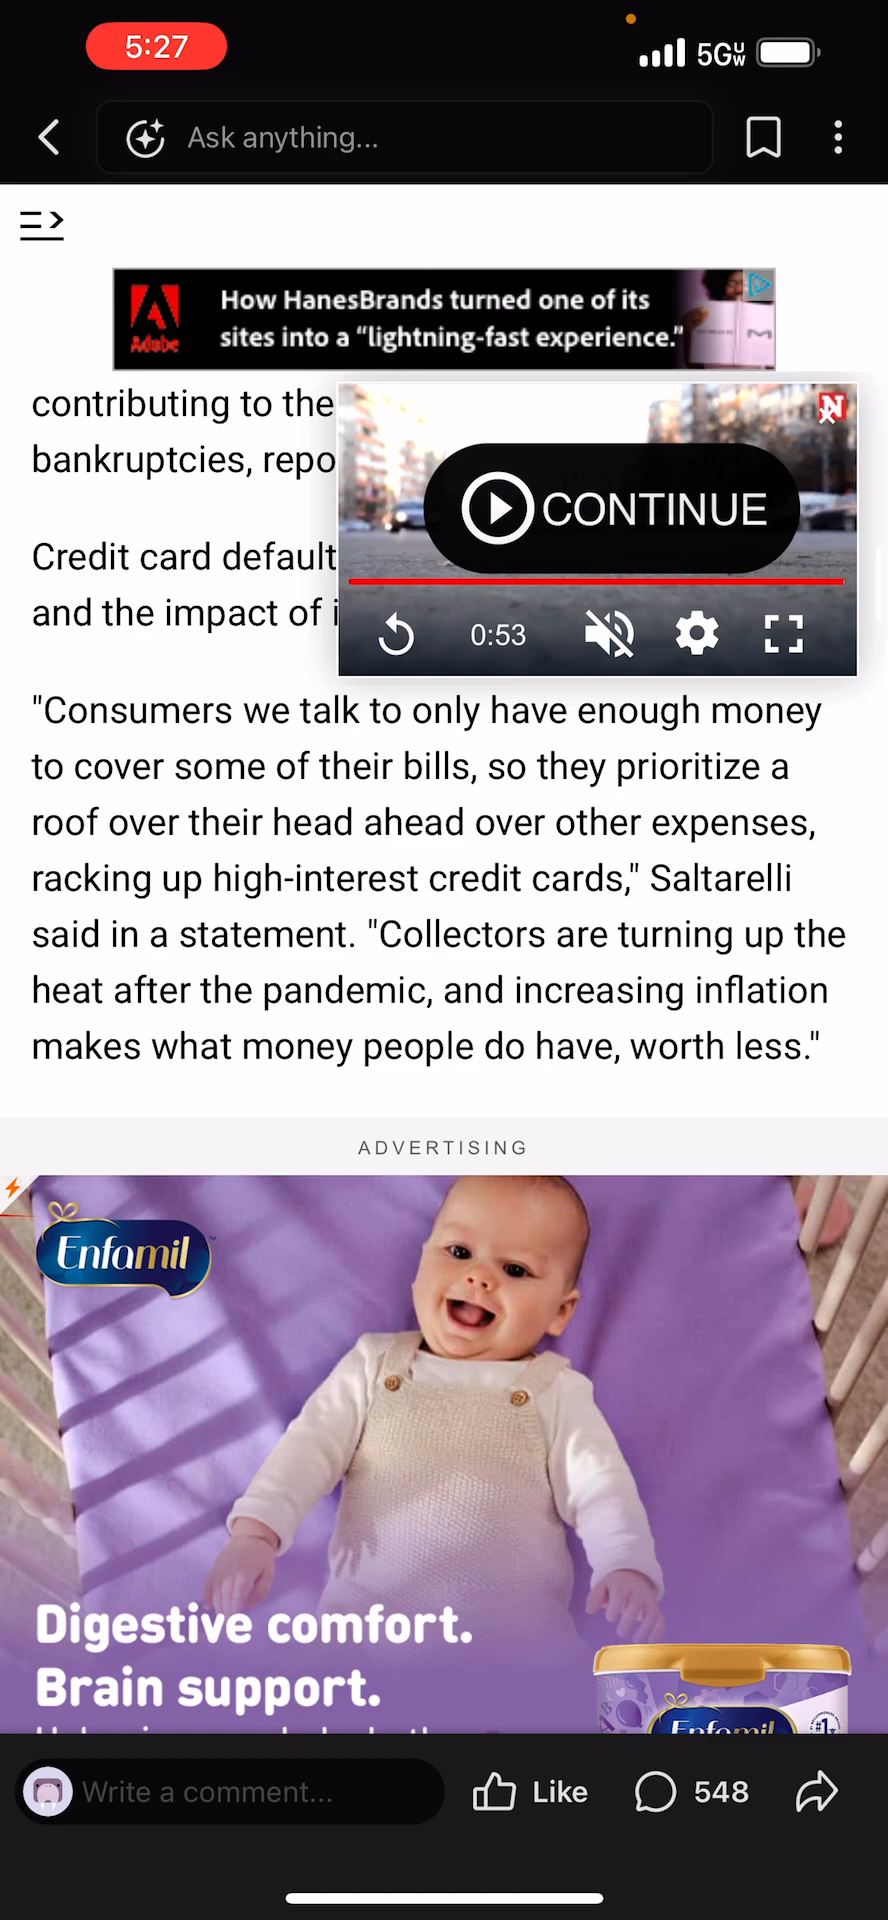 5:27
5G UW
Ask anything...
Adobe
How HanesBrands turned one of its
sites into a “lightning-fast experience.”
contributing to the
bankruptcies, repo
N
CONTINUE
Credit card default
and the impact of i
0:53
"Consumers we talk to only have enough money
to cover some of their bills, so they prioritize a
roof over their head ahead over other expenses,
racking up high-interest credit cards," Saltarelli
said in a statement. "Collectors are turning up the
heat after the pandemic, and increasing inflation
makes what money people do have, worth less."
ADVERTISING
Enfamil™
Digestive comfort.
Brain support.
Enfamil
#1
Write a comment...
Like
548